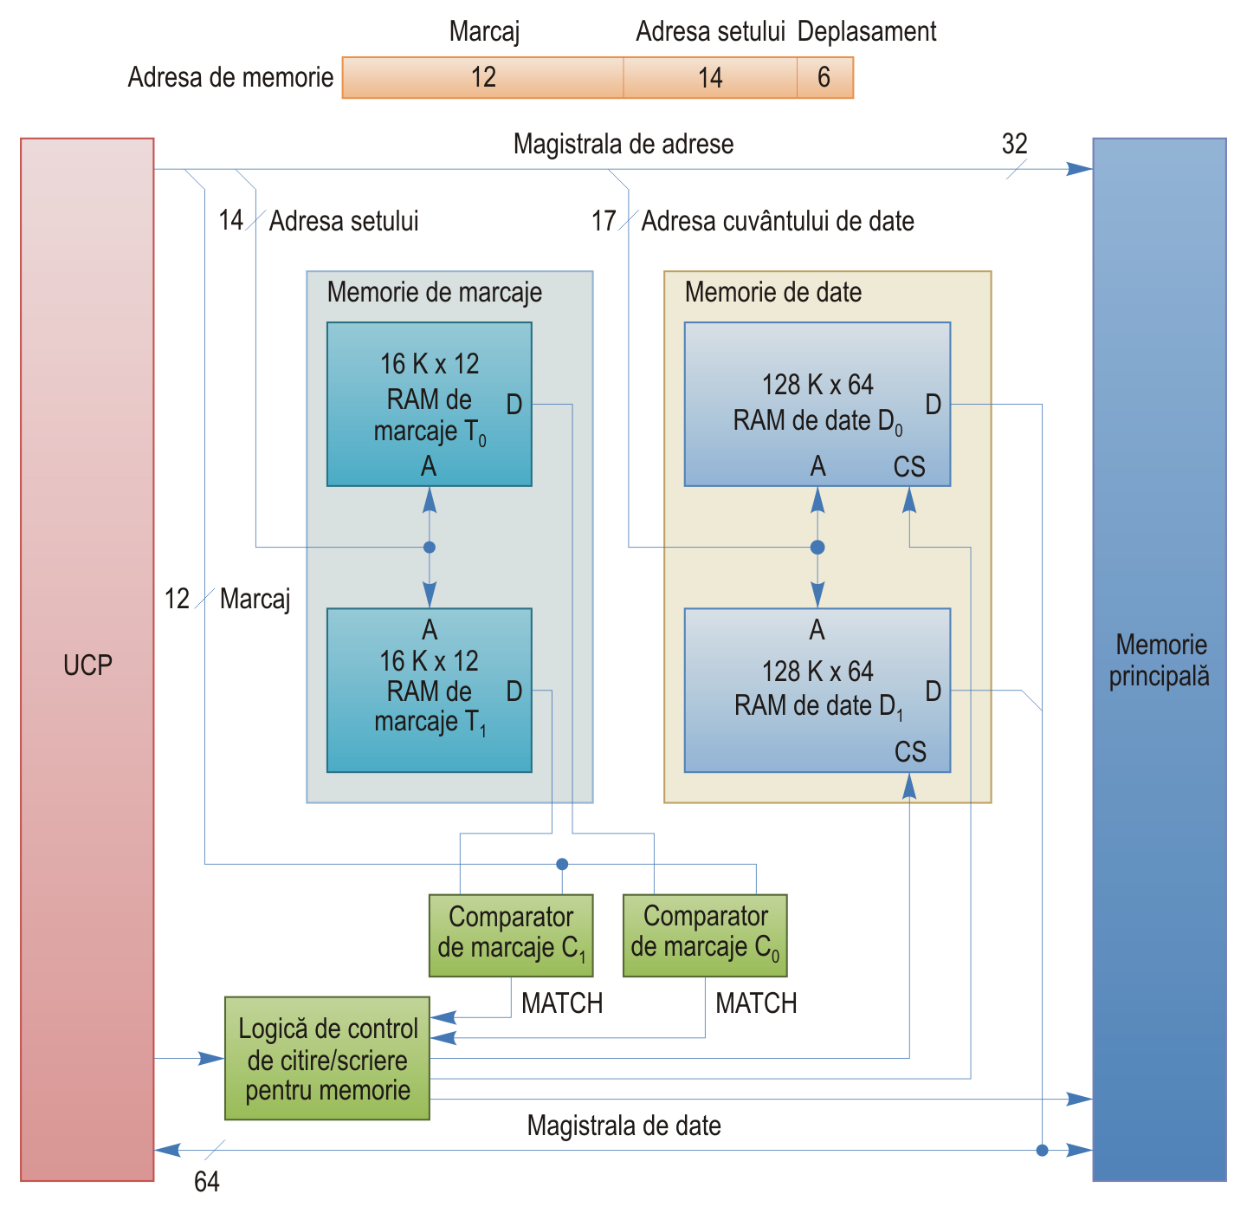 Marcaj
Adresa setului
Deplasament
Adresa de memorie
12
14
6
Magistrala de adrese
32
14
Adresa setului
17
Adresa cuvântului de date
Memorie de marcaje
Memorie de date
16 K x 12
RAM de
marcaje T0
D
A
128 K x 64
RAM de date D0
D
A
CS
12
Marcaj
A
16 K x 12
RAM de
marcaje T1
D
A
128 K x 64
RAM de date D1
D
CS
UCP
Memorie
principală
Comparator
de marcaje C1
Comparator
de marcaje C0
MATCH
MATCH
Logică de control
de citire/scriere
pentru memorie
Magistrala de date
64